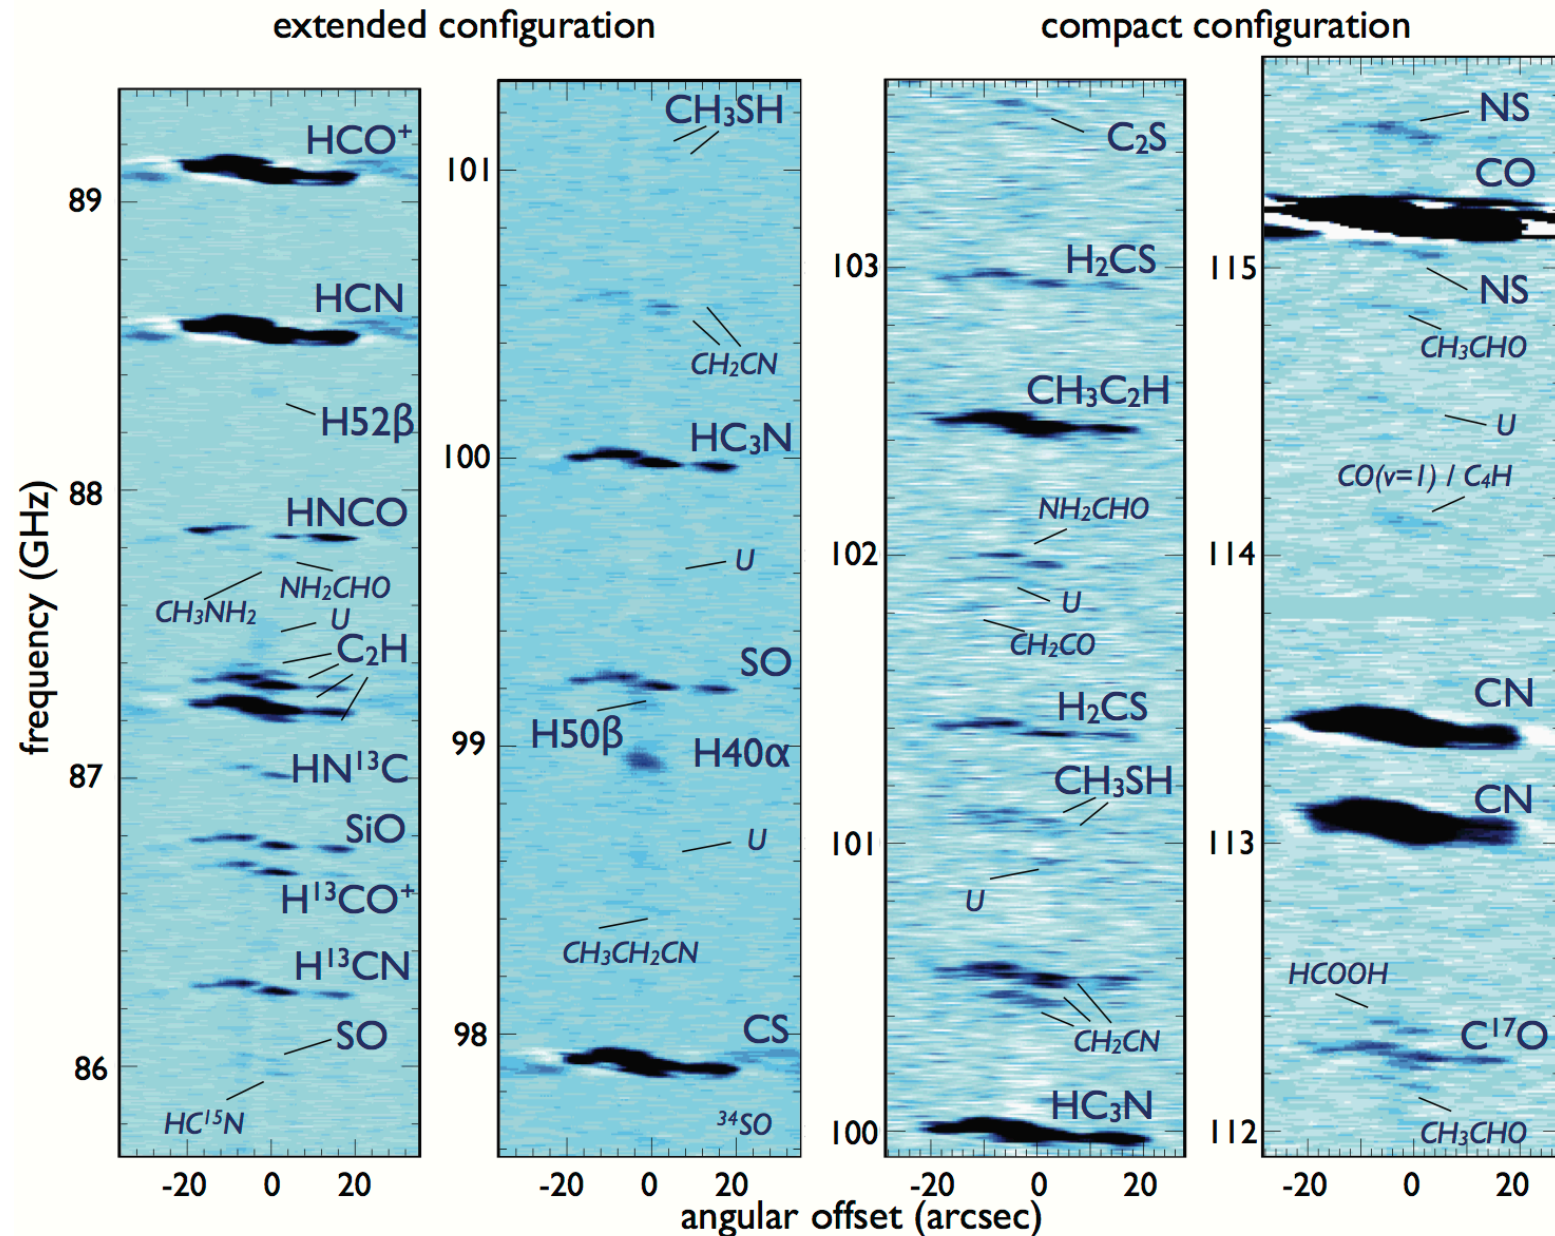 extended configuration
compact configuration
frequency (GHz)
89
88
87
86
HCO⁺
HCN
H52β
HNCO
NH₂CHO
CH₃NH₂
U
C₂H
HN¹³C
SiO
H¹³CO⁺
H¹³CN
SO
HC¹⁵N
-20 0 20
101
100
99
98
CH₃SH
CH₂CN
HC₃N
U
SO
H50β
H40α
U
CH₃CH₂CN
CS
³⁴SO
-20 0 20
103
102
101
100
C₂S
H₂CS
CH₃C₂H
NH₂CHO
U
CH₂CO
H₂CS
CH₃SH
U
CH₂CN
HC₃N
-20 0 20
115
114
113
112
NS
CO
NS
CH₃CHO
U
CO(v=1) / C₄H
CN
CN
HCOOH
C¹⁷O
CH₃CHO
-20 0 20
angular offset (arcsec)